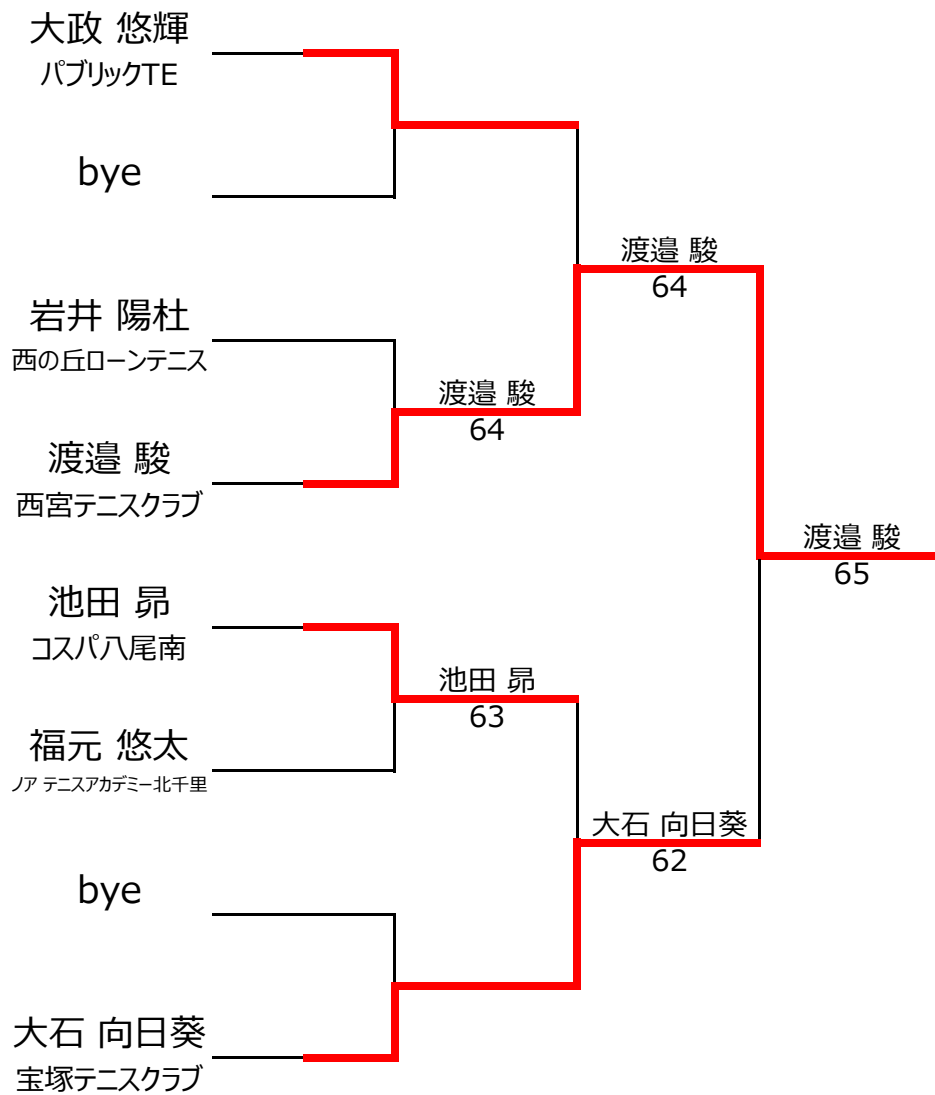 大政 悠輝
パブリックTE
bye
岩井 陽杜
西の丘ローンテニス
渡邉 駿
西宮テニスクラブ
池田 昴
コスパ八尾南
福元 悠太
ノア テニスアカデミー北千里
bye
大石 向日葵
宝塚テニスクラブ
渡邉 駿
64
池田 昴
63
渡邉 駿
64
大石 向日葵
62
渡邉 駿
65